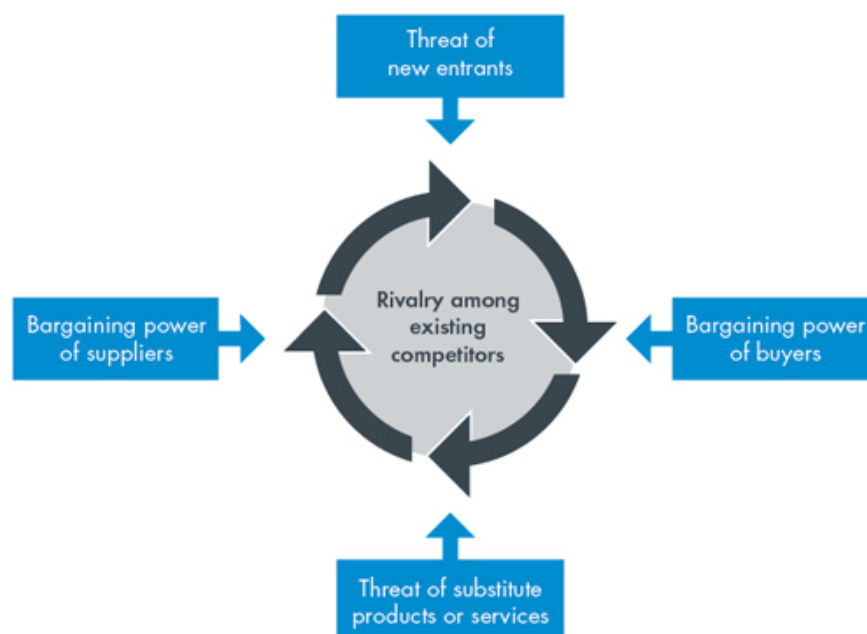 Threat of
new entrants
Bargaining power
of suppliers
Rivalry among
existing
competitors
Bargaining power
of buyers
Threat of substitute
products or services